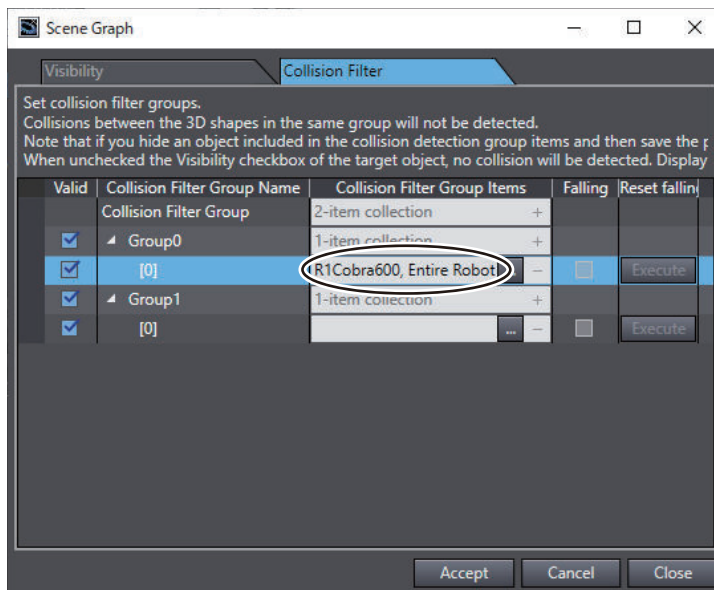 Scene Graph
Visibility
Collision Filter
Set collision filter groups.
Collisions between the 3D shapes in the same group will not be detected.
Note that if you hide an object included in the collision detection group items and then save the p
When unchecked the Visibility checkbox of the target object, no collision will be detected. Display
Valid Collision Filter Group Name Collision Filter Group Items Falling Reset fallin
Collision Filter Group 2-item collection +
Group0 1-item collection +
[0] R1Cobra600, Entire Robot − Execute
Group1 1-item collection +
[0] ... − Execute
Accept Cancel Close